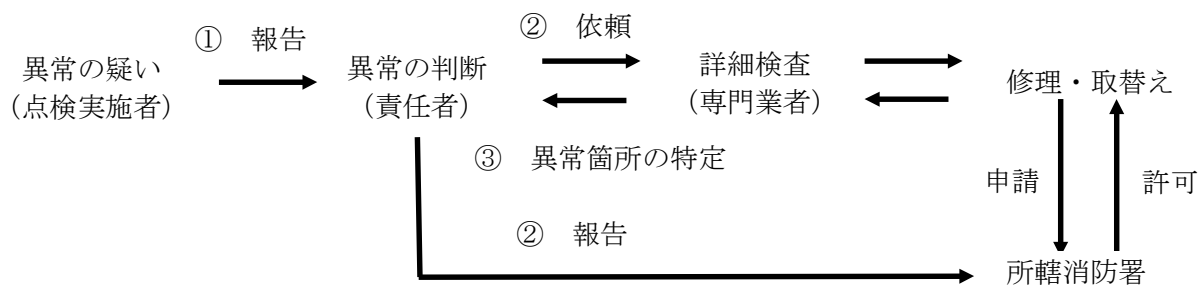 ① 報告
② 依頼
異常の疑い
(点検実施者)
異常の判断
(責任者)
詳細検査
(専門業者)
修理・取替え
③ 異常箇所の特定
申請
許可
② 報告
所轄消防署